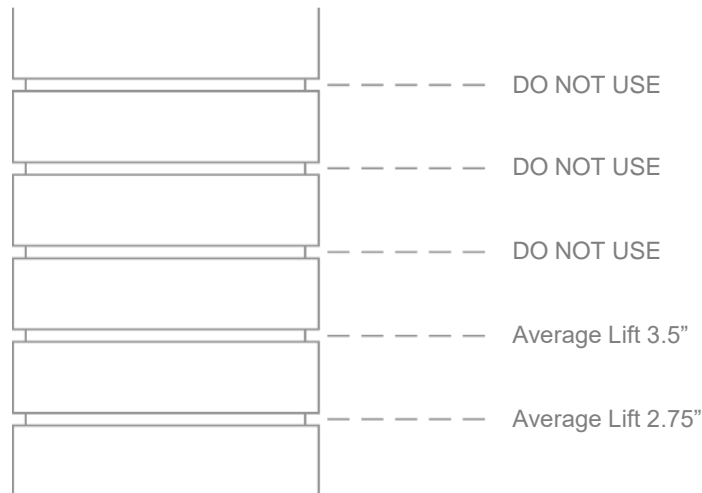 DO NOT USE
DO NOT USE
DO NOT USE
Average Lift 3.5”
Average Lift 2.75”